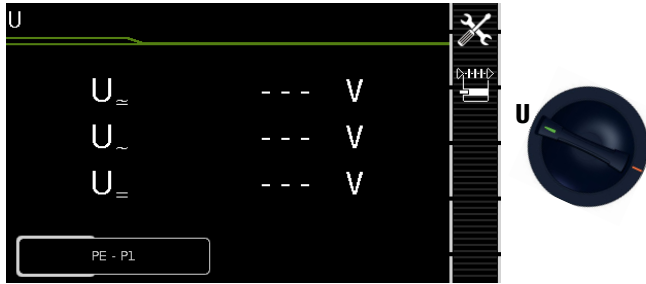 U
U≃ --- V
U~ --- V
U= --- V
PE - P1
U